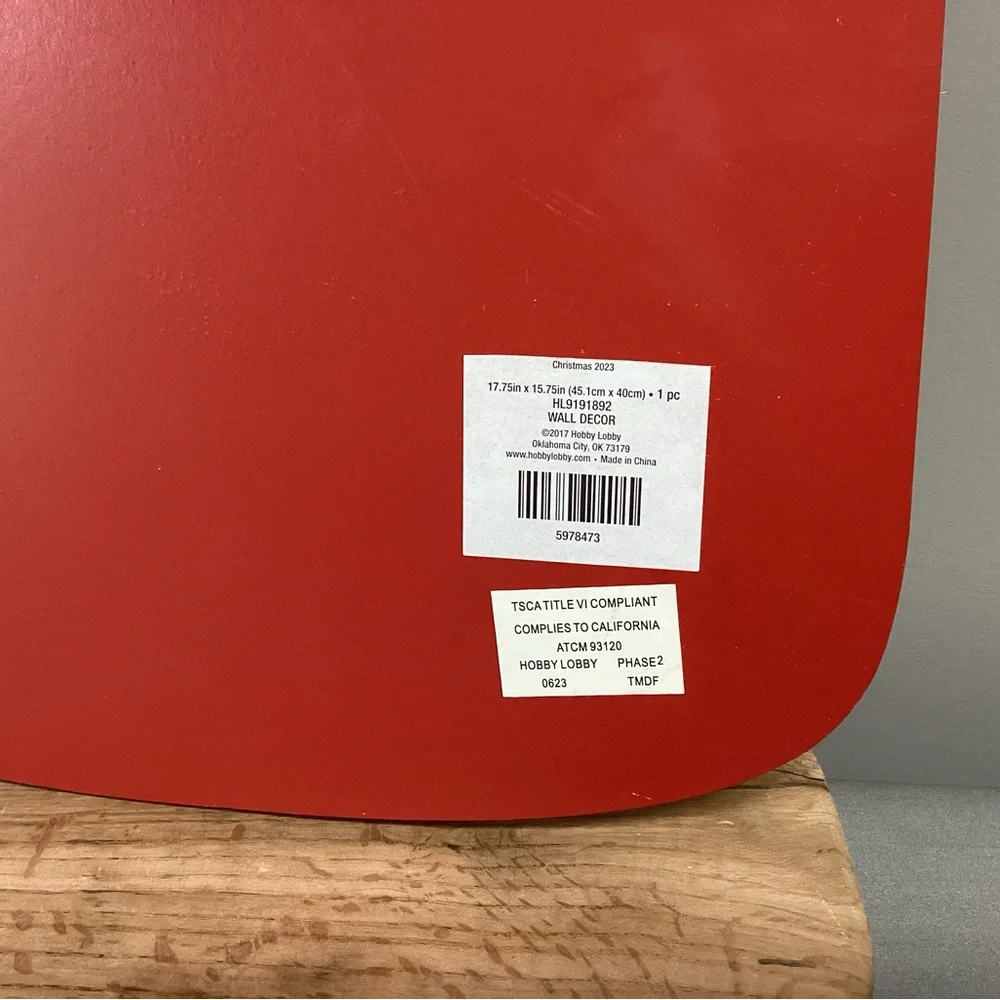 Christmas 2023
17.75in x 15.75in (45.1cm x 40cm) • 1 pc
HL9191892
WALL DECOR
©2017 Hobby Lobby
Oklahoma City, OK 73179
www.hobbylobby.com • Made in China
5978473
TSCA TITLE VI COMPLIANT
COMPLIES TO CALIFORNIA
ATCM 93120
HOBBY LOBBY PHASE2
0623 TMDF